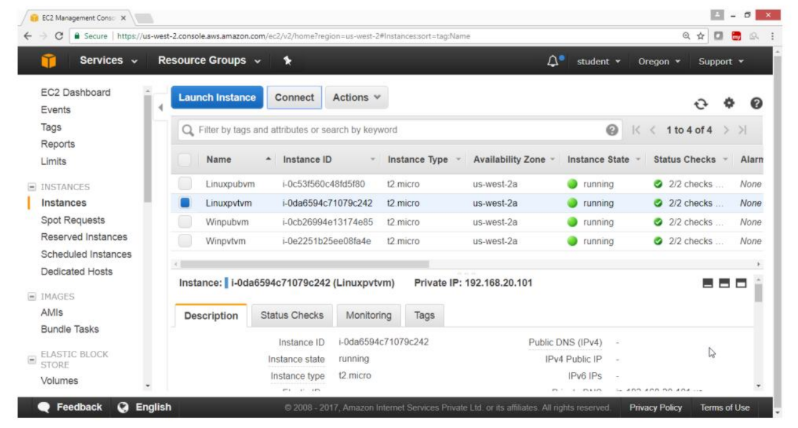 EC2 Management Consol
Secure | https://us-west-2.console.aws.amazon.com/ec2/v2/home?region=us-west-2#Instances:sort=tag:Name
Services Resource Groups student Oregon Support
EC2 Dashboard
Events
Tags
Reports
Limits
INSTANCES
Instances
Spot Requests
Reserved Instances
Scheduled Instances
Dedicated Hosts
IMAGES
AMIs
Bundle Tasks
ELASTIC BLOCK
STORE
Volumes
Launch Instance Connect Actions
Filter by tags and attributes or search by keyword 1 to 4 of 4
Name Instance ID Instance Type Availability Zone Instance State Status Checks Alarm
Linuxpubvm i-0c53f560c48fd5f80 t2.micro us-west-2a running 2/2 checks ... None
Linuxpvtvm i-0da6594c71079c242 t2.micro us-west-2a running 2/2 checks ... None
Winpubvm i-0cb26994e13174e85 t2.micro us-west-2a running 2/2 checks ... None
Winpvtvm i-0e2251b25ee08fa4e t2.micro us-west-2a running 2/2 checks ... None
Instance: i-0da6594c71079c242 (Linuxpvtvm) Private IP: 192.168.20.101
Description Status Checks Monitoring Tags
Instance ID i-0da6594c71079c242 Public DNS (IPv4) -
Instance state running IPv4 Public IP -
Instance type t2.micro IPv6 IPs -
Feedback English © 2008 - 2017, Amazon Internet Services Private Ltd. or its affiliates. All rights reserved. Privacy Policy Terms of Use